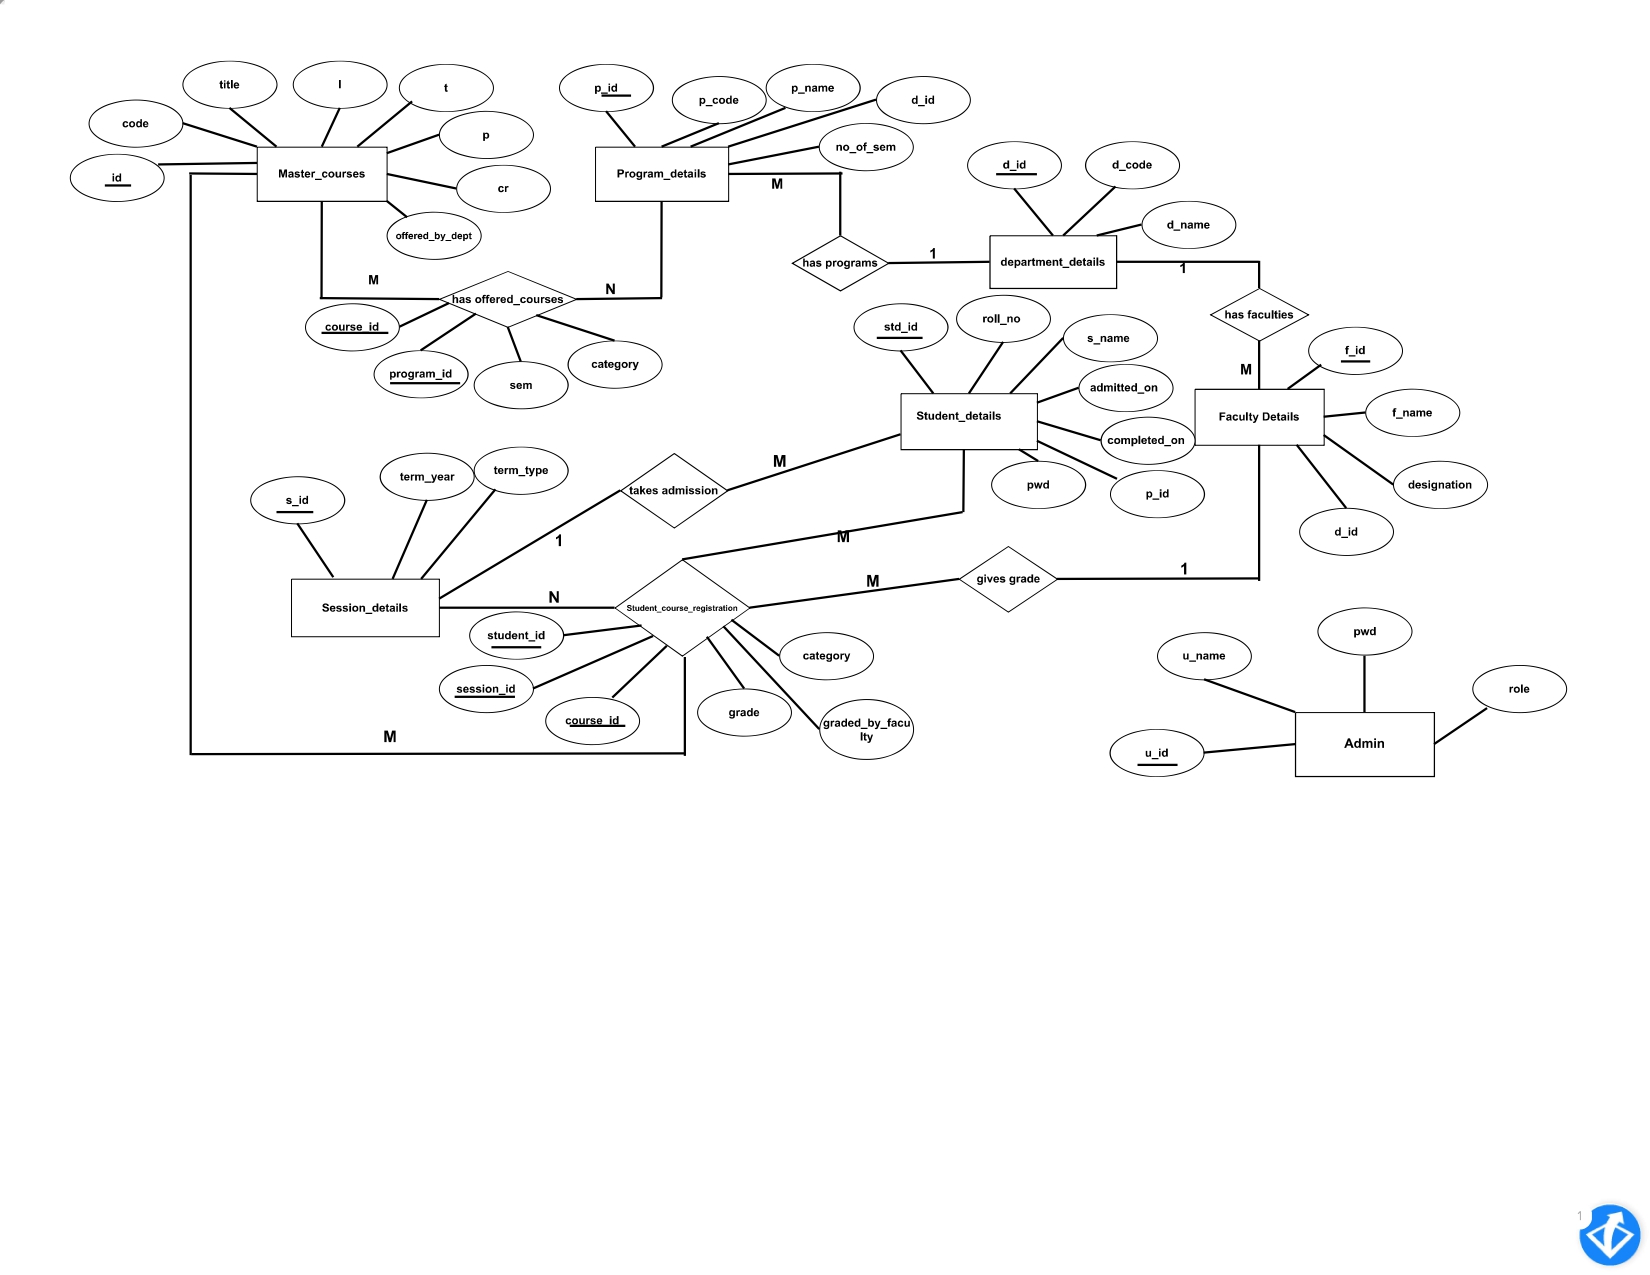 title
l
t
code
p
id
Master_courses
cr
offered_by_dept
p_id
p_code
p_name
d_id
no_of_sem
Program_details
M
d_id
d_code
d_name
has programs
1
department_details
1
has faculties
M
M
has offered_courses
N
course_id
program_id
sem
category
std_id
roll_no
s_name
admitted_on
completed_on
Student_details
pwd
p_id
f_id
f_name
Faculty Details
designation
d_id
M
takes admission
1
s_id
term_year
term_type
Session_details
N
M
Student_course_registration
M
gives grade
1
student_id
session_id
course_id
grade
graded_by_facu
lty
category
M
u_name
pwd
role
u_id
Admin
1